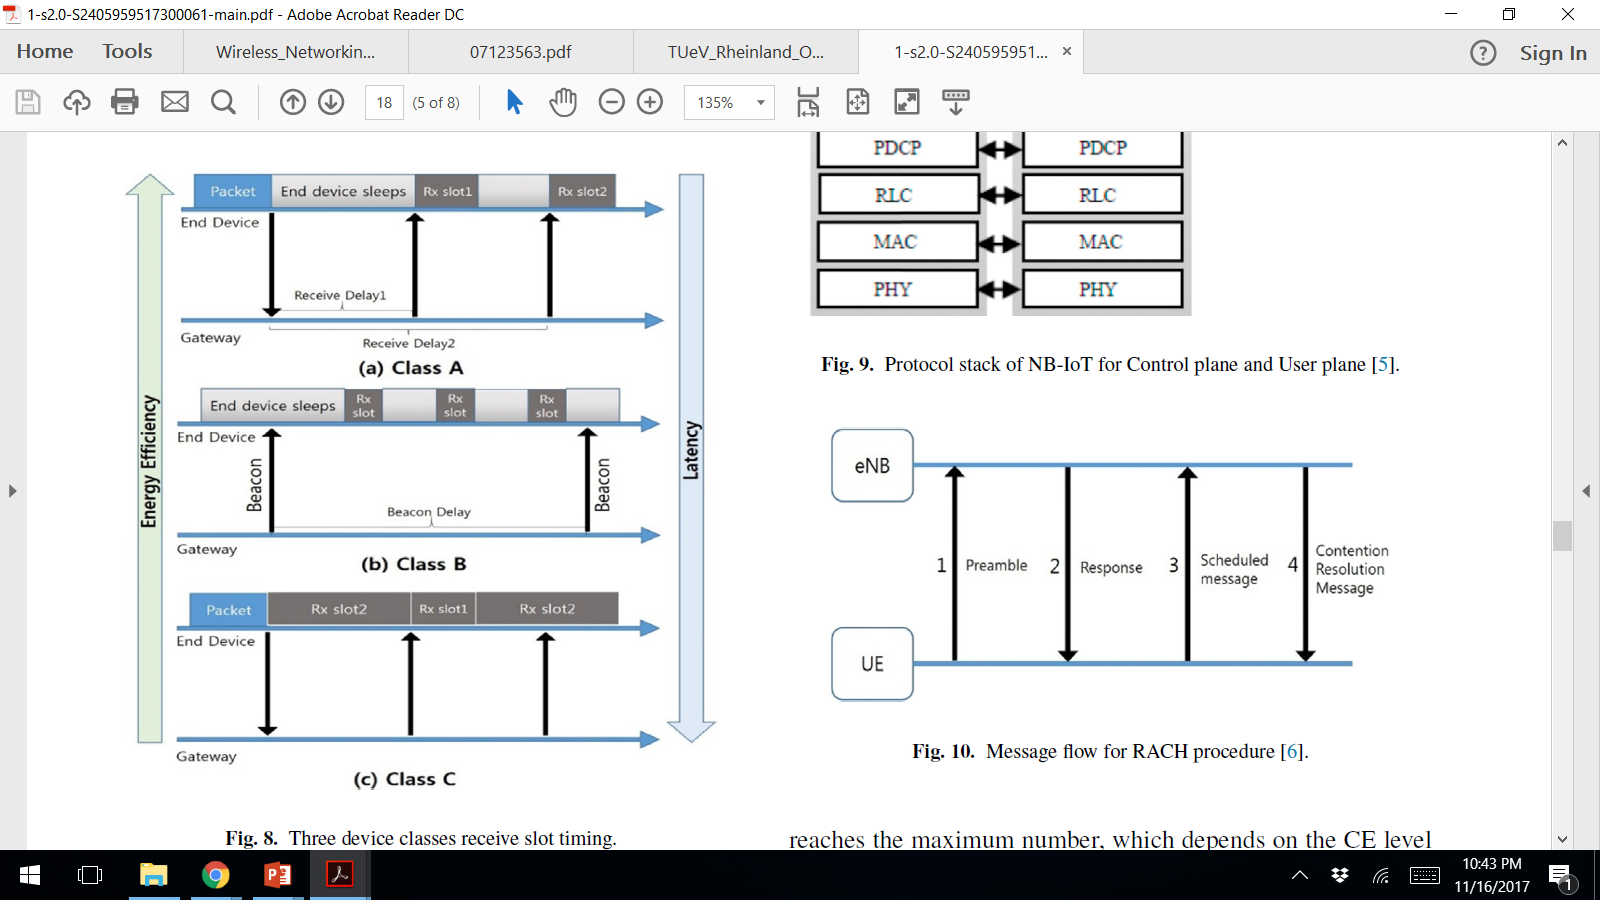 1-s2.0-S2405959517300061-main.pdf - Adobe Acrobat Reader DC
Home Tools Wireless_Networkin... 07123563.pdf TUeV_Rheinland_O... 1-s2.0-S240595951... × ? Sign In
18 (5 of 8) 135%
Packet End device sleeps Rx slot1 Rx slot2
End Device
Receive Delay1
Gateway
Receive Delay2
(a) Class A
End device sleeps Rx slot Rx slot Rx slot
End Device
Beacon
Beacon
Beacon Delay
Gateway
(b) Class B
Packet Rx slot2 Rx slot1 Rx slot2
End Device
Gateway
(c) Class C
Energy Efficiency
Latency
Fig. 8. Three device classes receive slot timing.
PDCP PDCP
RLC RLC
MAC MAC
PHY PHY
Fig. 9. Protocol stack of NB-IoT for Control plane and User plane [5].
eNB
1 Preamble
2 Response
3 Scheduled
message
4 Contention
Resolution
Message
UE
Fig. 10. Message flow for RACH procedure [6].
reaches the maximum number, which depends on the CE level
10:43 PM
11/16/2017
1